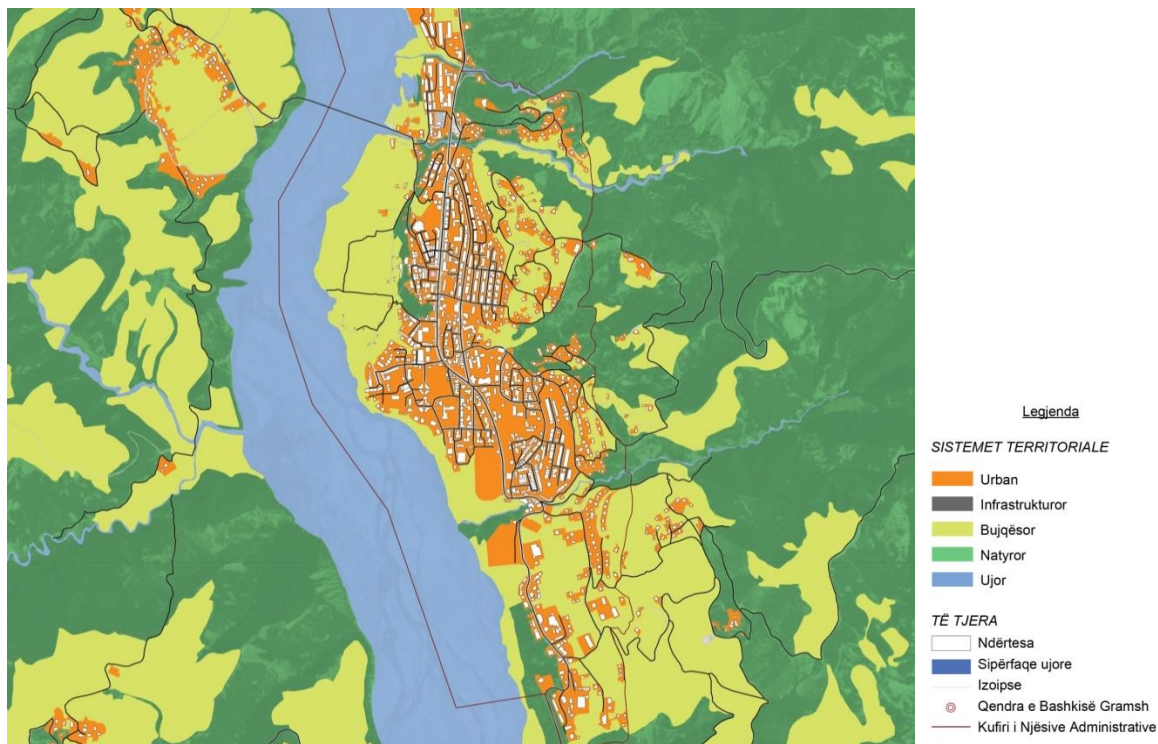 Legjenda
SISTEMET TERRITORIALE
Urban
Infrastrukturor
Bujqësor
Natyror
Ujor
TË TJERA
Ndërtesa
Sipërfaqe ujore
Izoipse
Qendra e Bashkisë Gramsh
Kufiri i Njësive Administrative